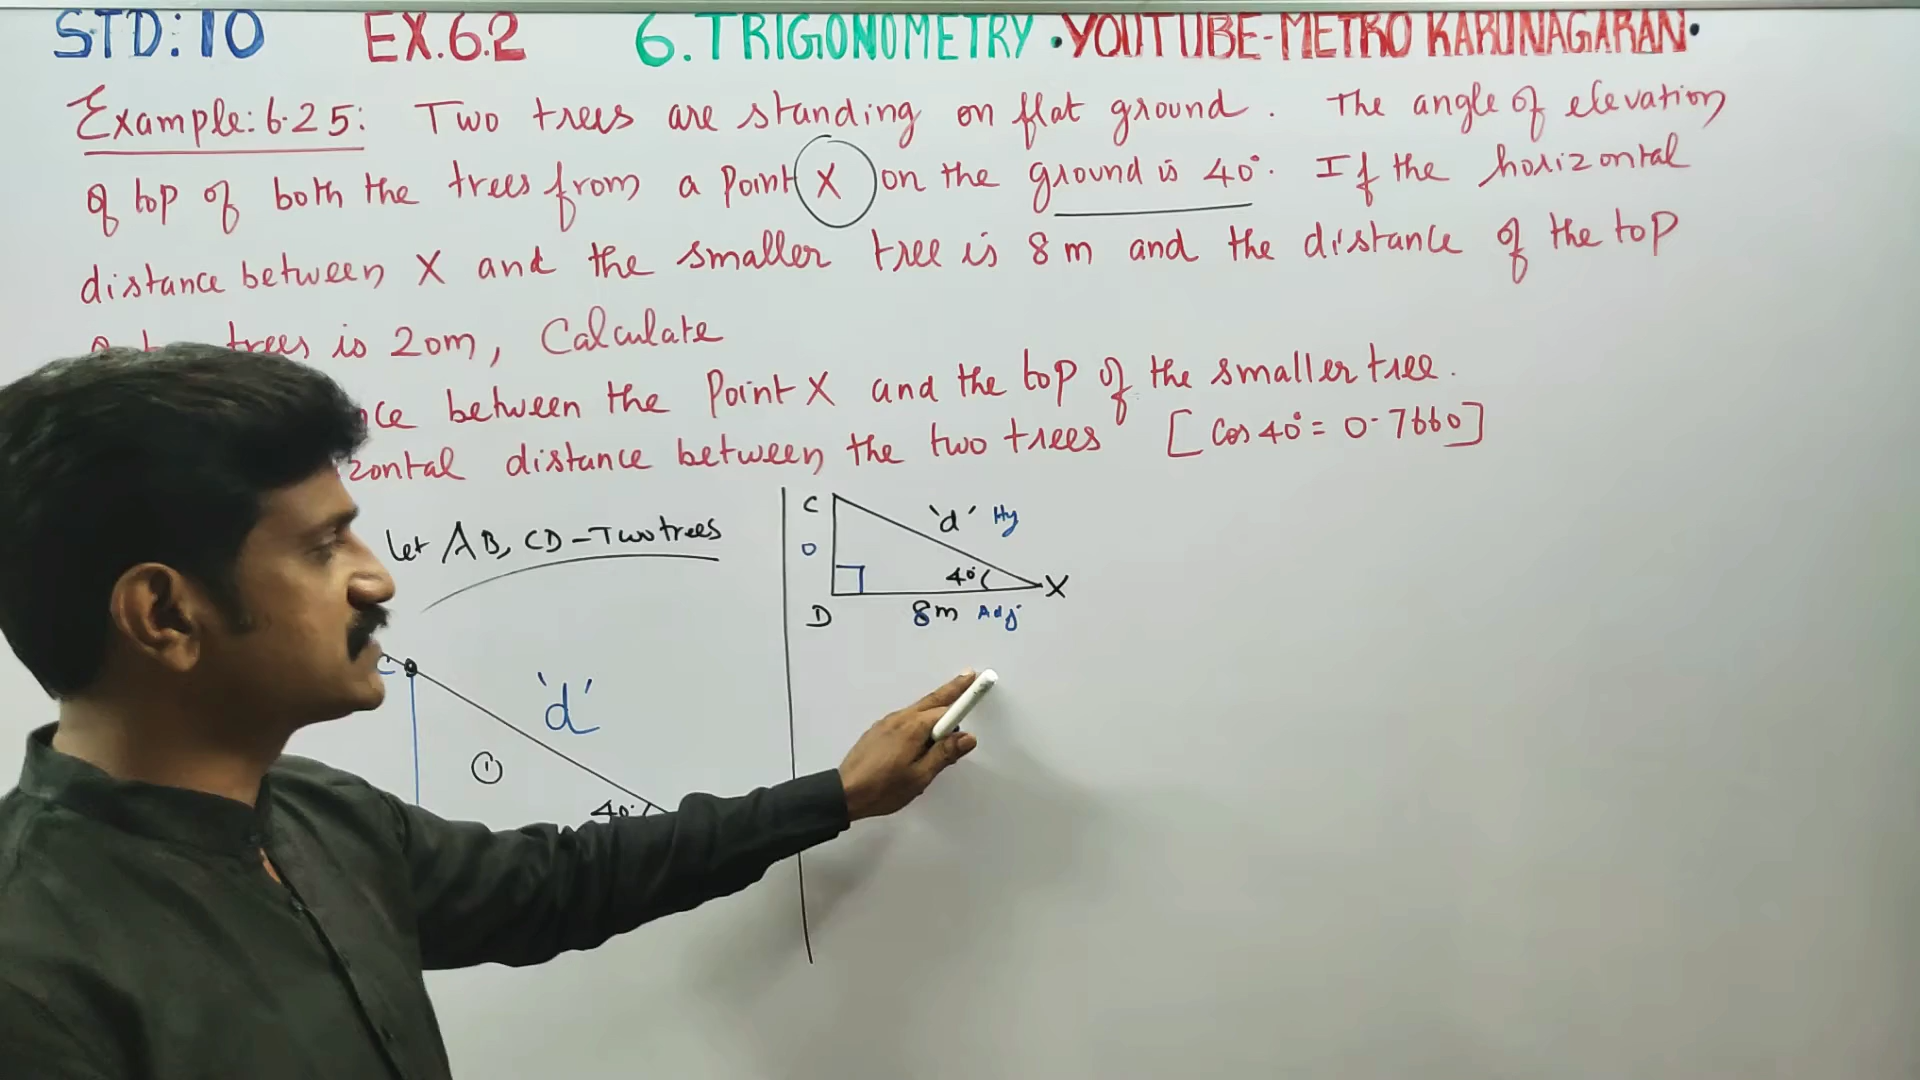 STD: 10 EX.6.2 6. TRIGONOMETRY • YOUTUBE-METRO KARUNAGARAN •
Example: 6.25: Two trees are standing on flat ground. The angle of elevation
of top of both the trees from a point X on the ground is 40°. If the horizontal
distance between X and the smaller tree is 8 m and the distance of the top
trees is 20m, Calculate
between the Point X and the top of the smaller tree.
distance between the two trees [Cos 40° = 0.7660]
Let AB, CD - Two trees
C 'd' Hy
O
40° X
D 8m Adj
C 'd'
1
40°